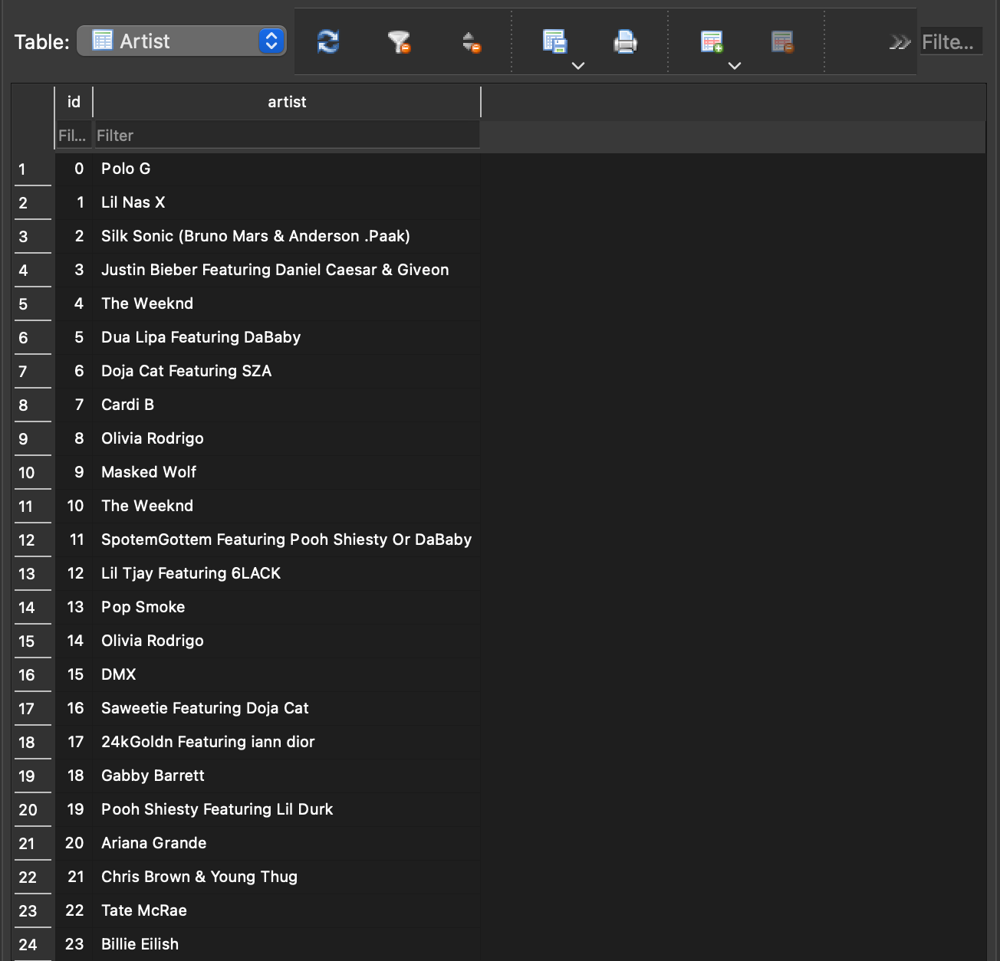 Table: Artist Filte...
id artist
Fil... Filter
1 0 Polo G
2 1 Lil Nas X
3 2 Silk Sonic (Bruno Mars & Anderson .Paak)
4 3 Justin Bieber Featuring Daniel Caesar & Giveon
5 4 The Weeknd
6 5 Dua Lipa Featuring DaBaby
7 6 Doja Cat Featuring SZA
8 7 Cardi B
9 8 Olivia Rodrigo
10 9 Masked Wolf
11 10 The Weeknd
12 11 SpotemGottem Featuring Pooh Shiesty Or DaBaby
13 12 Lil Tjay Featuring 6LACK
14 13 Pop Smoke
15 14 Olivia Rodrigo
16 15 DMX
17 16 Saweetie Featuring Doja Cat
18 17 24kGoldn Featuring iann dior
19 18 Gabby Barrett
20 19 Pooh Shiesty Featuring Lil Durk
21 20 Ariana Grande
22 21 Chris Brown & Young Thug
23 22 Tate McRae
24 23 Billie Eilish